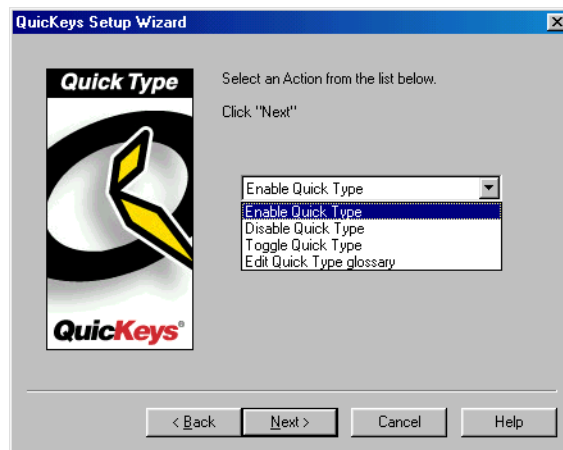 QuicKeys Setup Wizard
Quick Type
Select an Action from the list below.
Click "Next"
Enable Quick Type
Enable Quick Type
Disable Quick Type
Toggle Quick Type
Edit Quick Type glossary
QuicKeys®
< Back
Next >
Cancel
Help